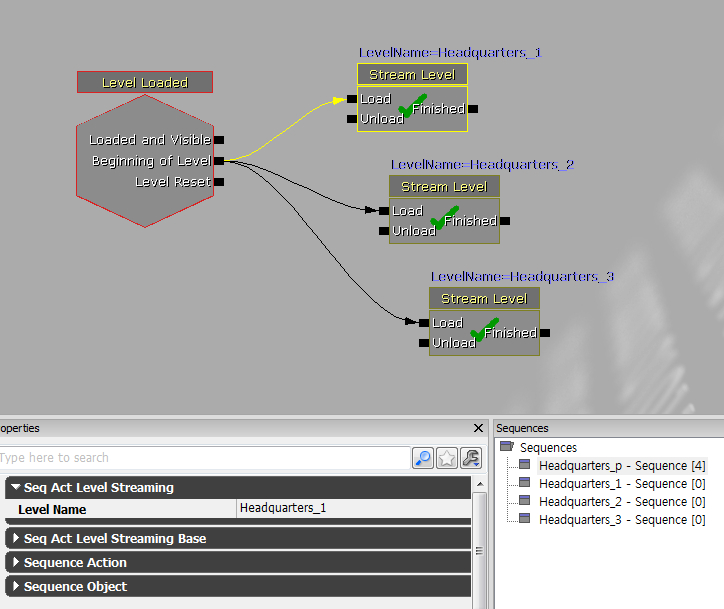 LevelName=Headquarters_1
Stream Level
Level Loaded
Load
Finished
Unload
Loaded and Visible
Beginning of Level
Level Reset
LevelName=Headquarters_2
Stream Level
Load
Finished
Unload
LevelName=Headquarters_3
Stream Level
Load
Finished
Unload
operties
Type here to search
Seq Act Level Streaming
Level Name Headquarters_1
Seq Act Level Streaming Base
Sequence Action
Sequence Object
Sequences
Sequences
Headquarters_p - Sequence [4]
Headquarters_1 - Sequence [0]
Headquarters_2 - Sequence [0]
Headquarters_3 - Sequence [0]